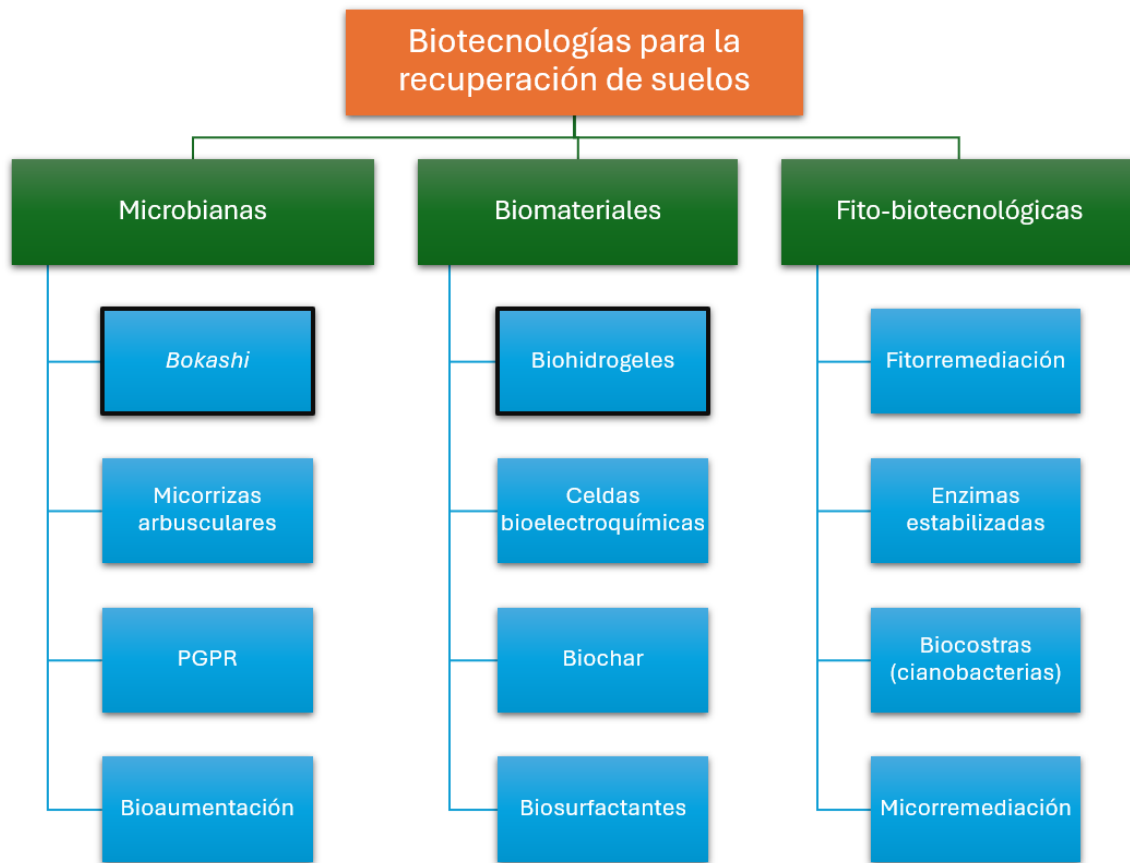 Biotecnologías para la
recuperación de suelos
Microbianas
Biomateriales
Fito-biotecnológicas
Bokashi
Biohidrogeles
Fitorremediación
Micorrizas
arbusculares
Celdas
bioelectroquímicas
Enzimas
estabilizadas
PGPR
Biochar
Biocostras
(cianobacterias)
Bioaumentación
Biosurfactantes
Micorremediación